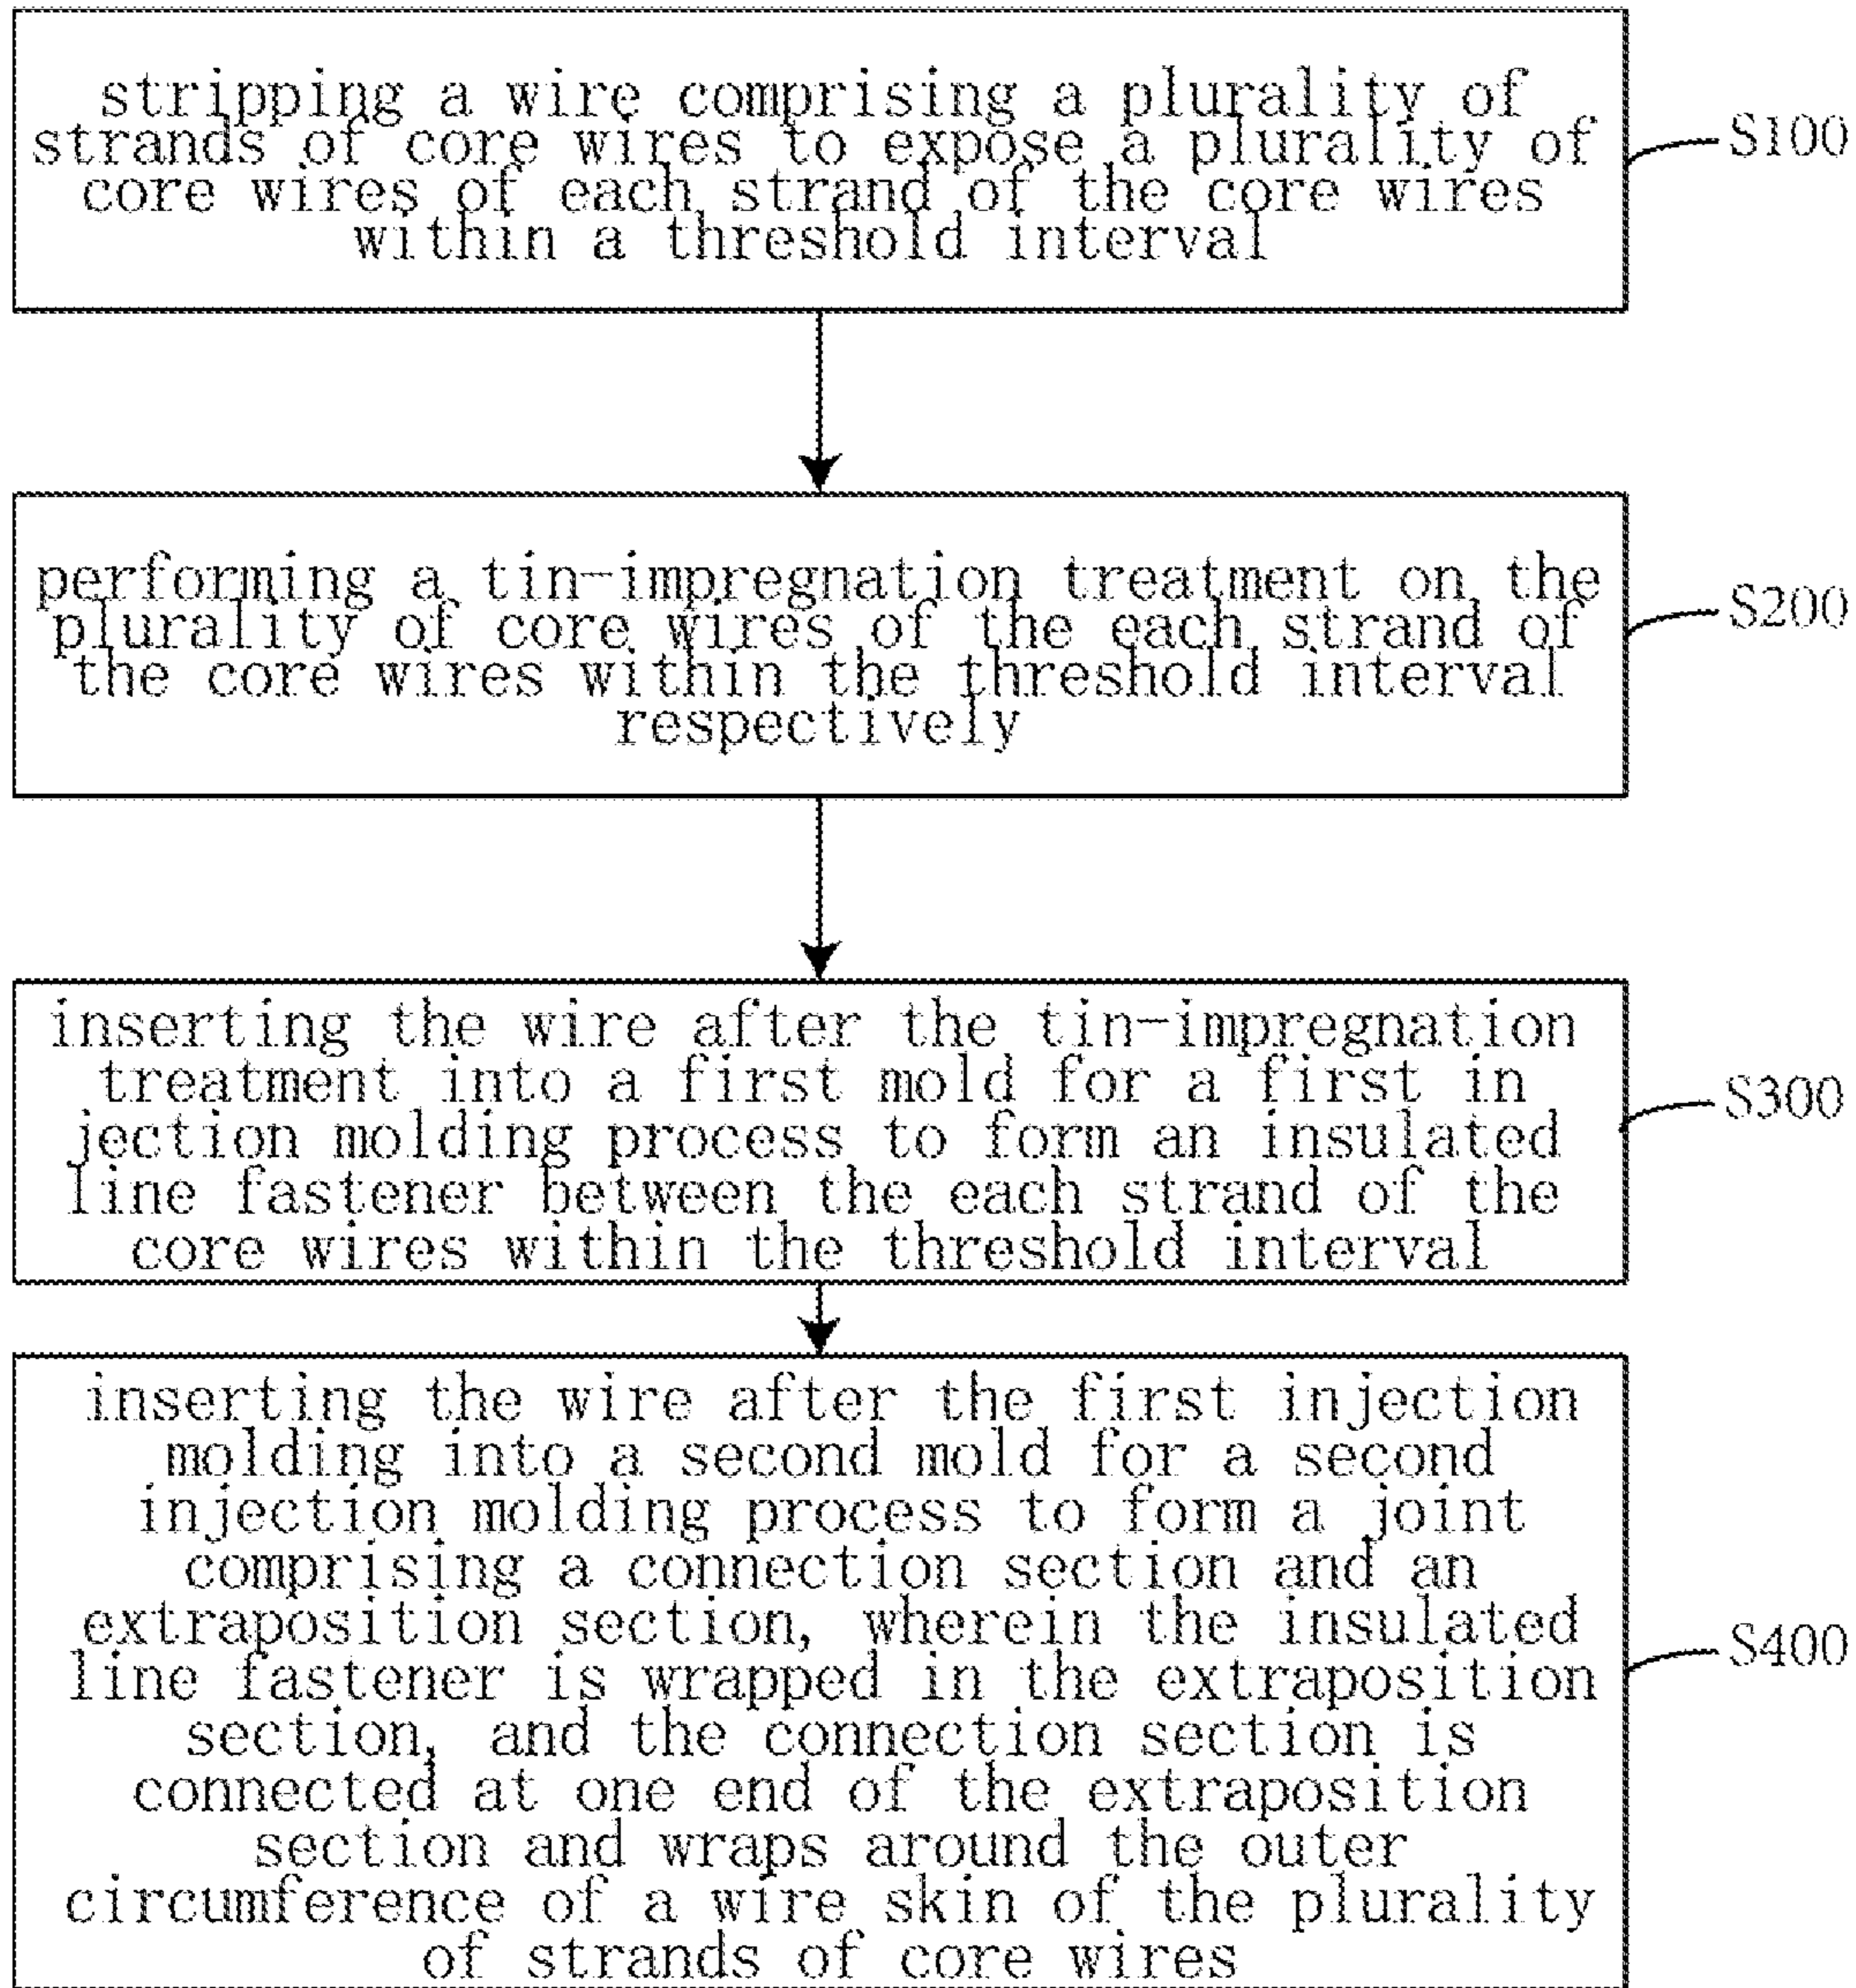 stripping a wire comprising a plurality of
strands of core wires to expose a plurality of
core wires of each strand of the core wires
within a threshold interval
S100
performing a tin-impregnation treatment on the
plurality of core wires of the each strand of
the core wires within the threshold interval
respectively
S200
inserting the wire after the tin-impregnation
treatment into a first mold for a first in
jection molding process to form an insulated
line fastener between the each strand of the
core wires within the threshold interval
S300
inserting the wire after the first injection
molding into a second mold for a second
injection molding process to form a joint
comprising a connection section and an
extraposition section, wherein the insulated
line fastener is wrapped in the extraposition
section, and the connection section is
connected at one end of the extraposition
section and wraps around the outer
circumference of a wire skin of the plurality
of strands of core wires
S400